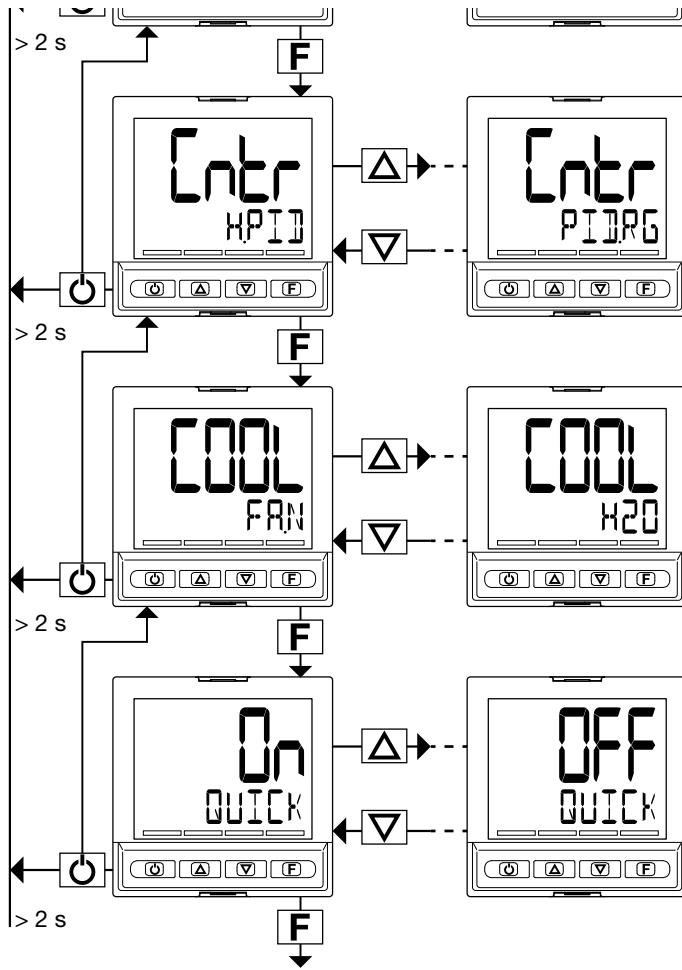 > 2 s
F
Cntr
H.PID
F
Cntr
PID.RG
F
> 2 s
F
COOL
FA.N
F
COOL
H2O
F
> 2 s
F
On
QUICK
F
OFF
QUICK
F
> 2 s
F